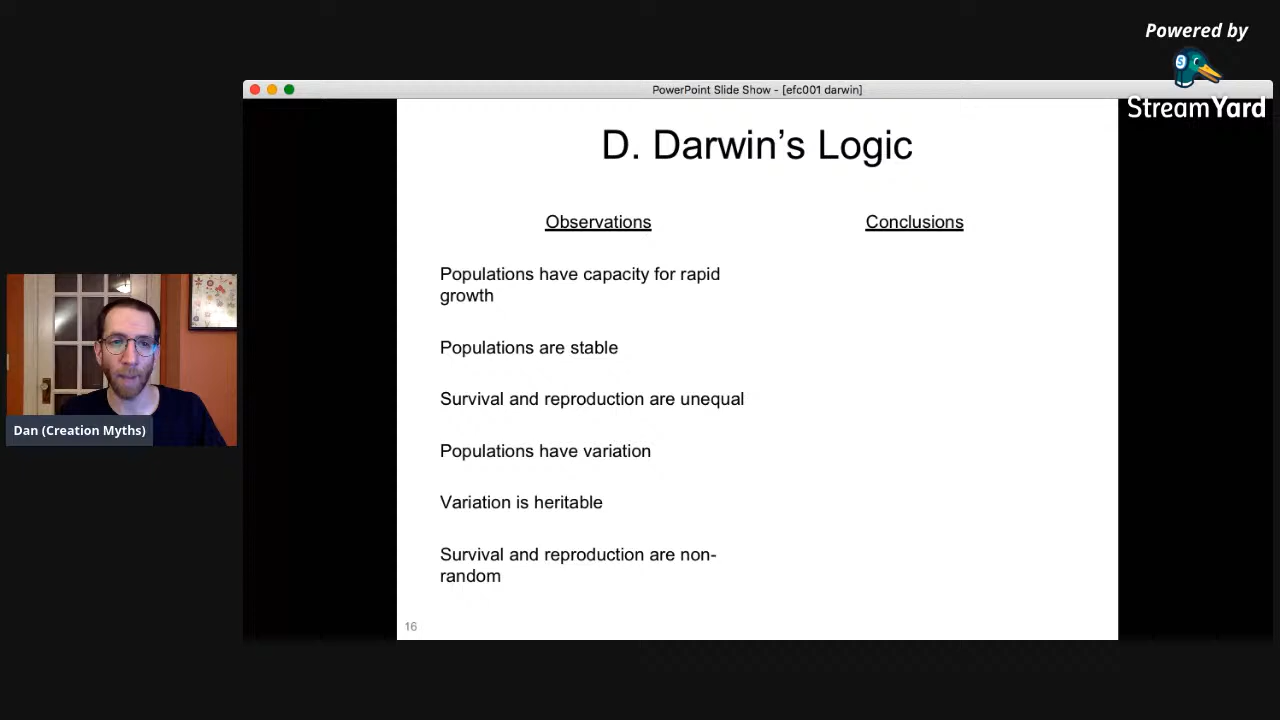 Powered by
StreamYard
PowerPoint Slide Show - [efc001 darwin]
D. Darwin's Logic
Observations
Conclusions
Populations have capacity for rapid
growth
Populations are stable
Survival and reproduction are unequal
Populations have variation
Variation is heritable
Survival and reproduction are non-
random
16
Dan (Creation Myths)